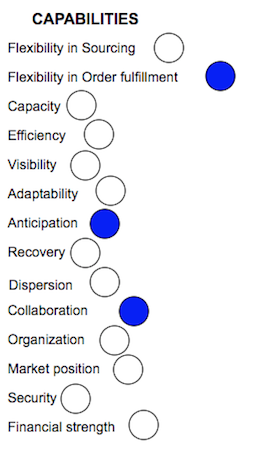 CAPABILITIES
Flexibility in Sourcing
Flexibility in Order fulfillment
Capacity
Efficiency
Visibility
Adaptability
Anticipation
Recovery
Dispersion
Collaboration
Organization
Market position
Security
Financial strength